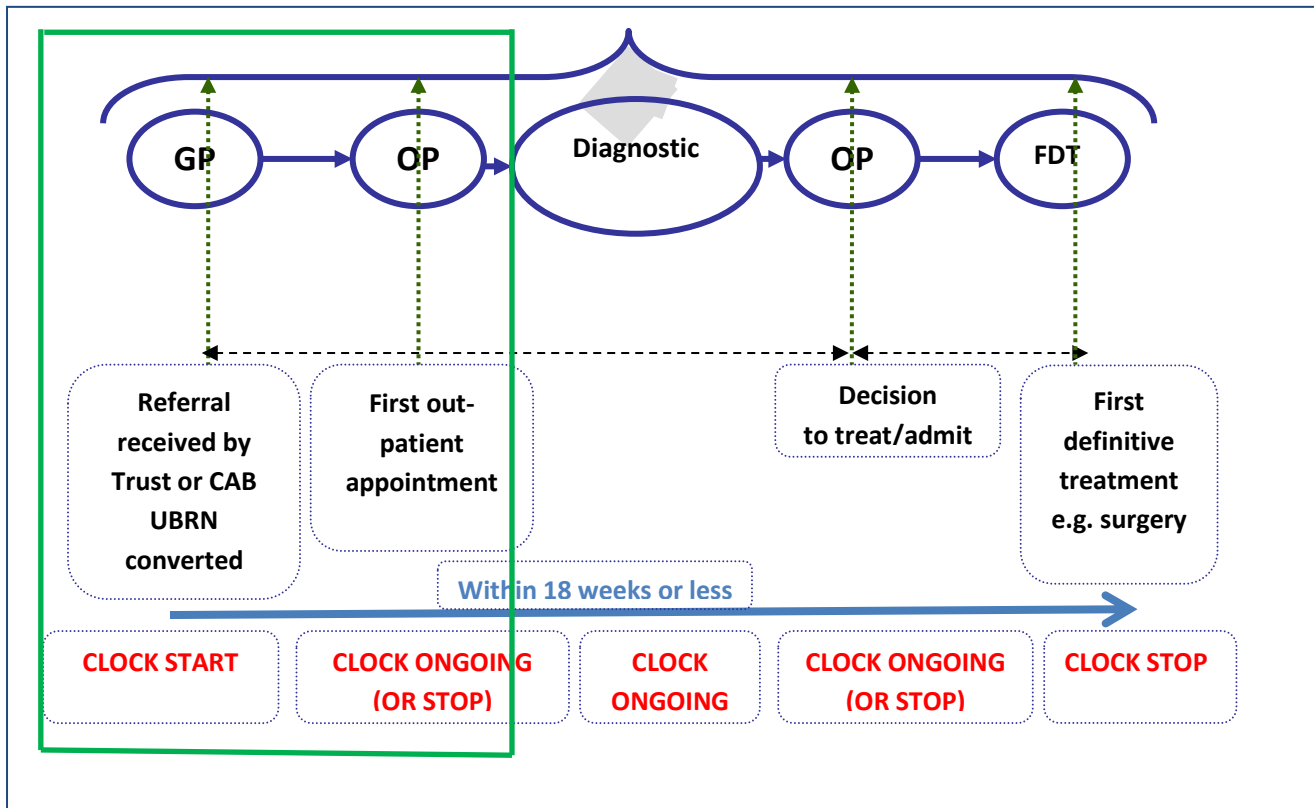 GP
OP
Diagnostic
OP
FDT
Referral
received by
Trust or CAB
UBRN
converted
First out-
patient
appointment
Decision
to treat/admit
First
definitive
treatment
e.g. surgery
Within 18 weeks or less
CLOCK START
CLOCK ONGOING
(OR STOP)
CLOCK
ONGOING
CLOCK ONGOING
(OR STOP)
CLOCK STOP